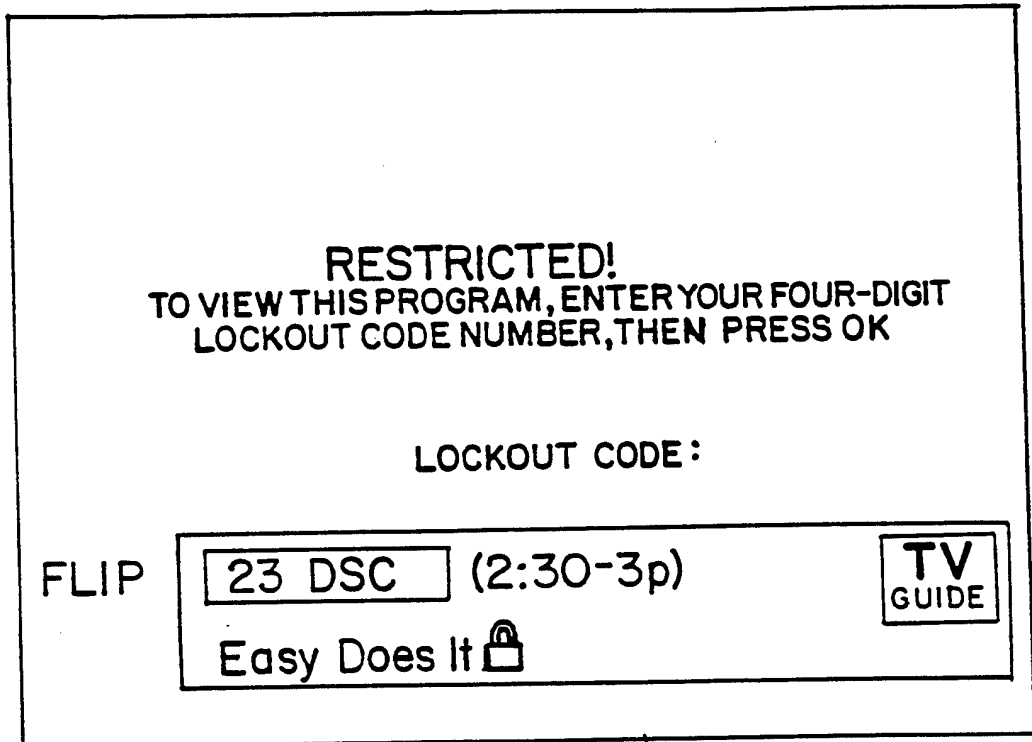 RESTRICTED!
TO VIEW THIS PROGRAM, ENTER YOUR FOUR-DIGIT
LOCKOUT CODE NUMBER, THEN PRESS OK
LOCKOUT CODE:
FLIP
23 DSC (2:30-3p)
TV
GUIDE
Easy Does It